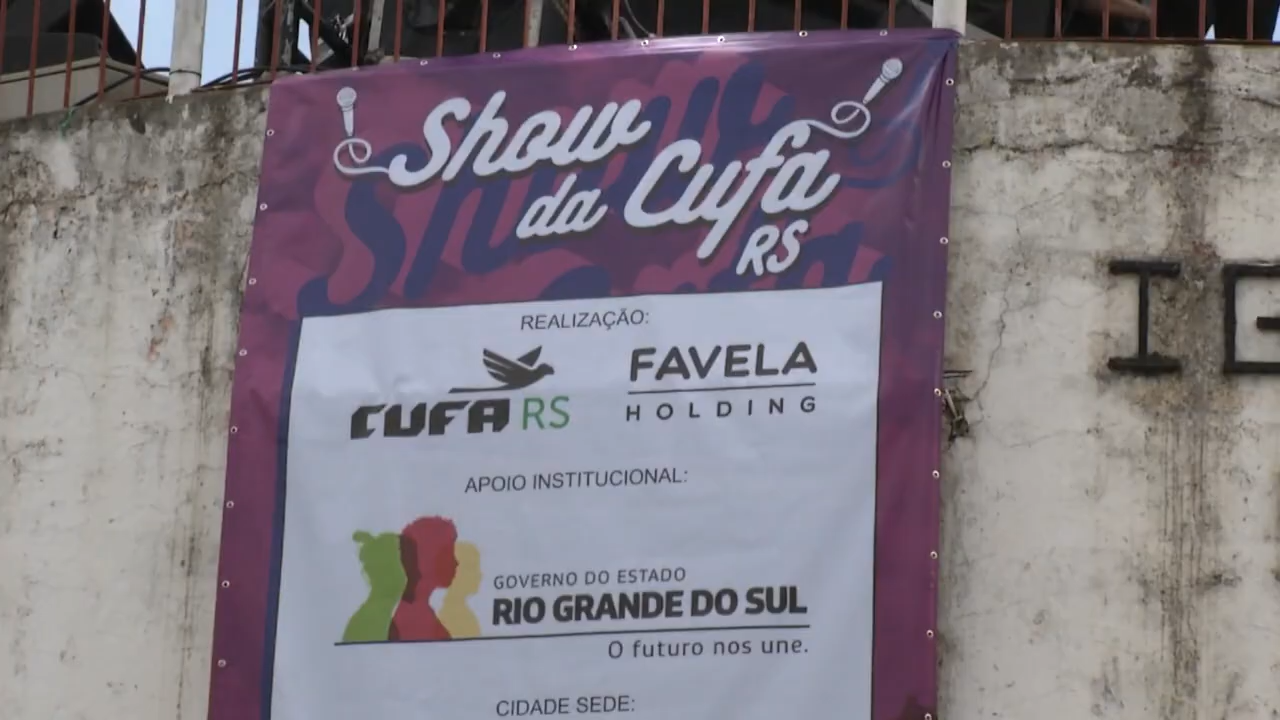 Show
da Cufa
RS
REALIZAÇÃO:
CUFA RS
FAVELA
HOLDING
APOIO INSTITUCIONAL:
GOVERNO DO ESTADO
RIO GRANDE DO SUL
O futuro nos une.
CIDADE SEDE:
IE